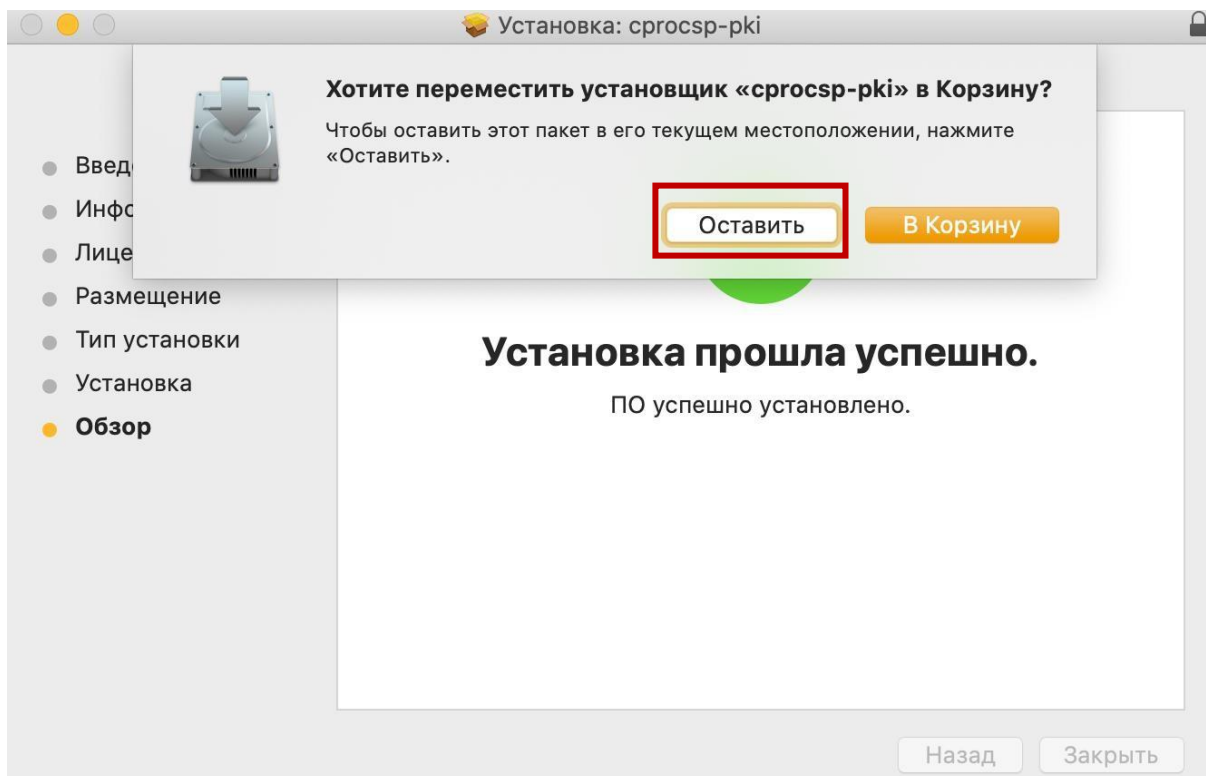 Установка: cprocsp-pki
Хотите переместить установщик «cprocsp-pki» в Корзину?
Чтобы оставить этот пакет в его текущем местоположении, нажмите
«Оставить».
Оставить
В Корзину
Размещение
Тип установки
Установка
Обзор
Установка прошла успешно.
ПО успешно установлено.
Назад
Закрыть